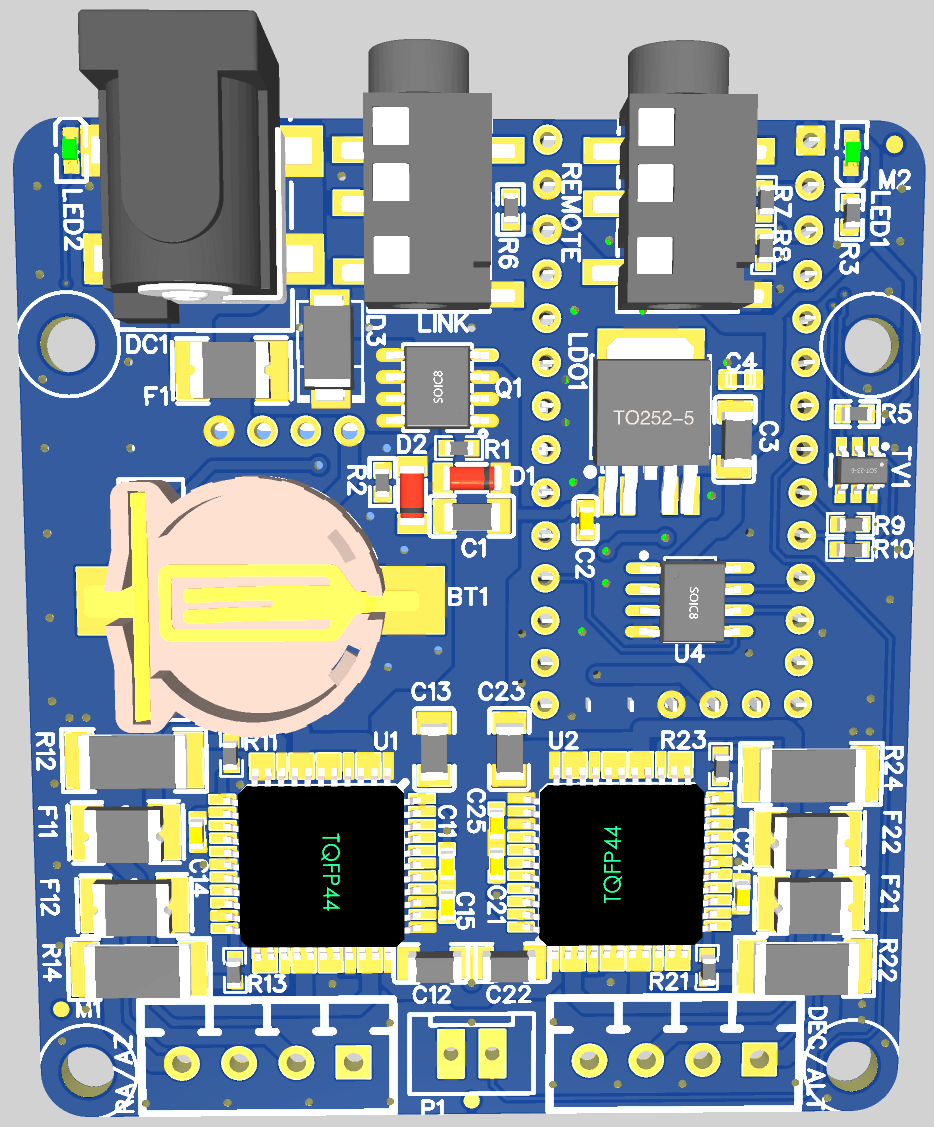 LED2
REMOTE
R6
R7
R8
M2
LED1
R3
LINK
DC1
D3
F1
SOIC8
Q1
LDO1
TO252-5
C4
C3
R5
TV1
SOT-23-6
D2
R1
R2
D1
C1
C2
R9
R10
BT1
SOIC8
U4
C13
C23
R12
R11
U1
U2
R23
R24
F11
C14
TQFP44
C11
C25
TQFP44
F22
F12
C15
C21
F21
R14
R13
C12
C22
R21
R22
M1
RA/AZ
P1
DEC/ALT